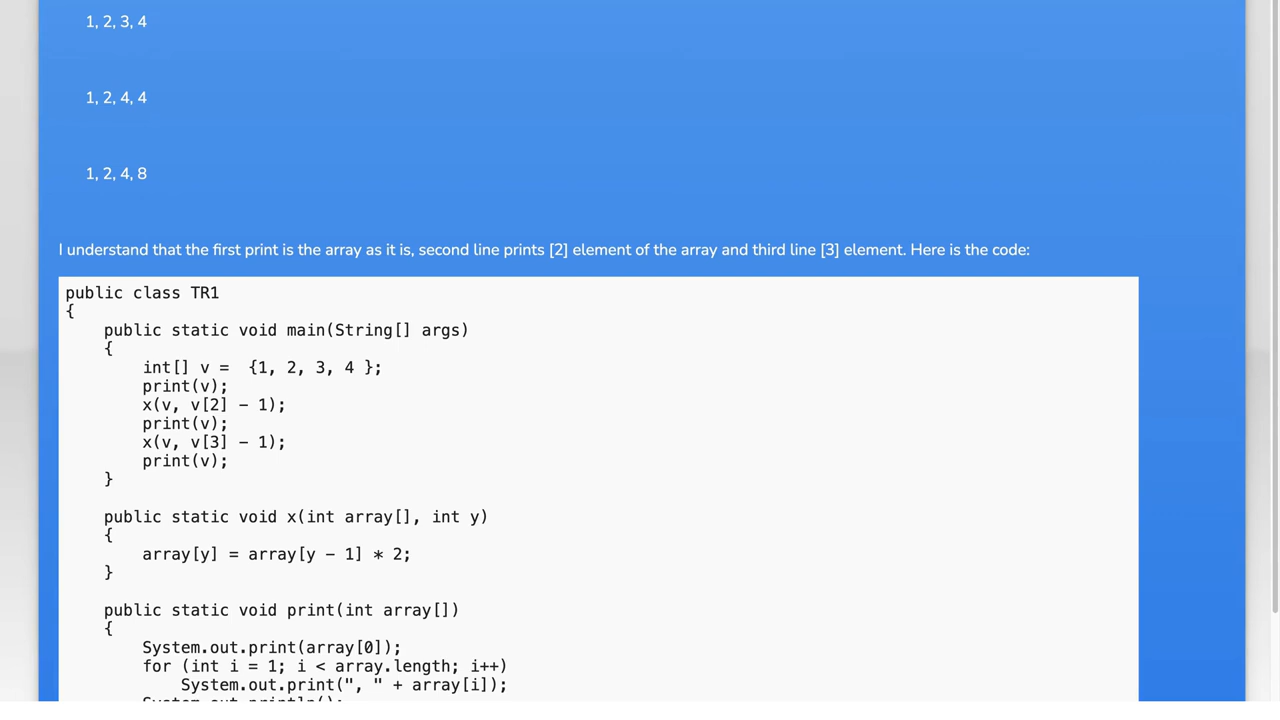 1, 2, 3, 4
1, 2, 4, 4
1, 2, 4, 8
I understand that the first print is the array as it is, second line prints [2] element of the array and third line [3] element. Here is the code:
public class TR1
{
    public static void main(String[] args)
    {
        int[] v =  {1, 2, 3, 4 };
        print(v);
        x(v, v[2] - 1);
        print(v);
        x(v, v[3] - 1);
        print(v);
    }
    public static void x(int array[], int y)
    {
        array[y] = array[y - 1] * 2;
    }
    public static void print(int array[])
    {
        System.out.print(array[0]);
        for (int i = 1; i < array.length; i++)
            System.out.print(", " + array[i]);